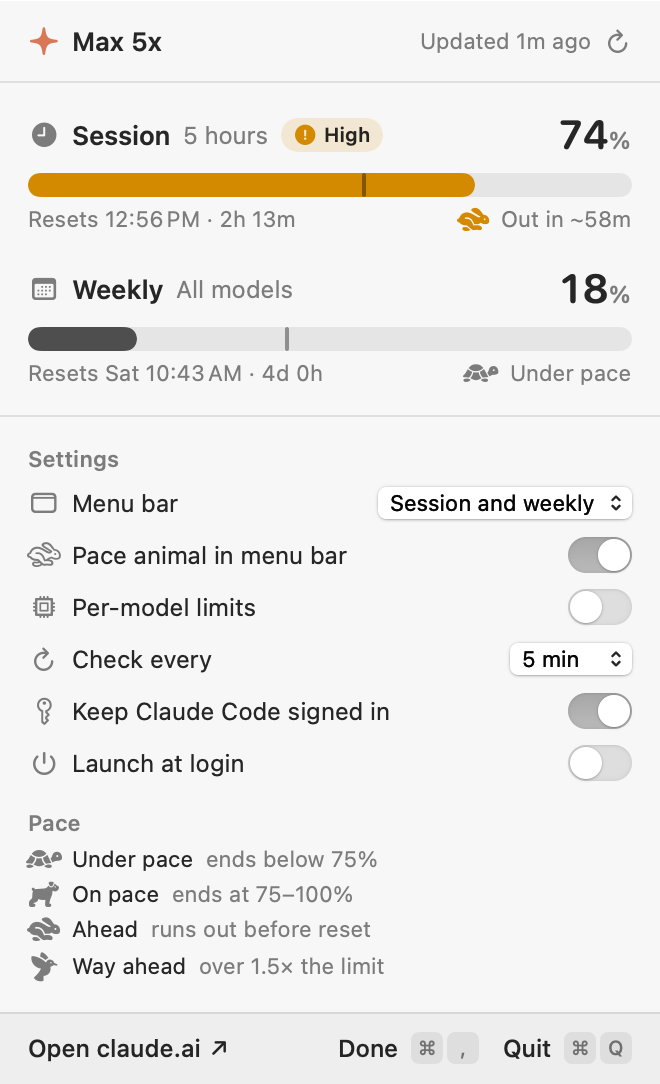 Max 5x Updated 1m ago
Session 5 hours ! High 74%
Resets 12:56 PM · 2h 13m Out in ~58m
Weekly All models 18%
Resets Sat 10:43 AM · 4d 0h Under pace
Settings
Menu bar Session and weekly
Pace animal in menu bar
Per-model limits
Check every 5 min
Keep Claude Code signed in
Launch at login
Pace
Under pace ends below 75%
On pace ends at 75–100%
Ahead runs out before reset
Way ahead over 1.5× the limit
Open claude.ai ↗ Done ⌘ , Quit ⌘ Q